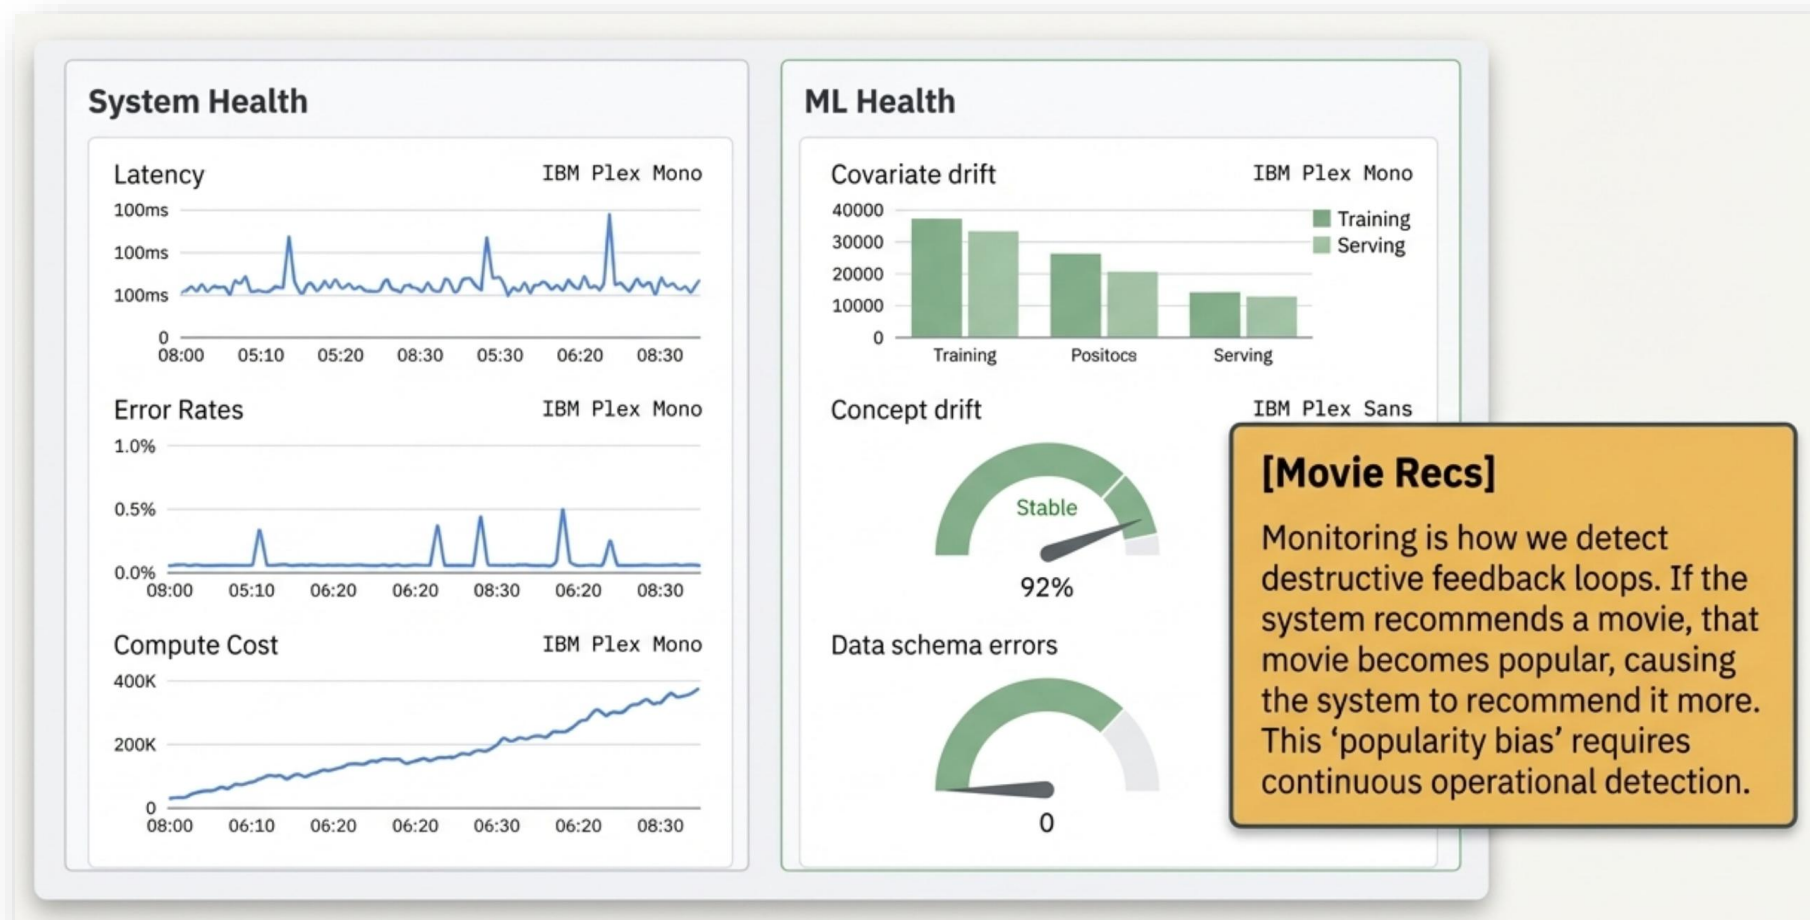 System Health
Latency IBM Plex Mono
100ms
100ms
100ms
0
08:00 05:10 05:20 08:30 05:30 06:20 08:30
Error Rates IBM Plex Mono
1.0%
0.5%
0.0%
08:00 05:10 06:20 06:20 08:30 06:20 08:30
Compute Cost IBM Plex Mono
400K
200K
0
08:00 06:10 06:20 06:20 06:30 06:20 08:30
ML Health
Covariate drift IBM Plex Mono
40000
30000
20000
10000
0
Training
Serving
Training Positocs Serving
Concept drift IBM Plex Sans
Stable
92%
Data schema errors
0
[Movie Recs]
Monitoring is how we detect
destructive feedback loops. If the
system recommends a movie, that
movie becomes popular, causing
the system to recommend it more.
This ‘popularity bias’ requires
continuous operational detection.